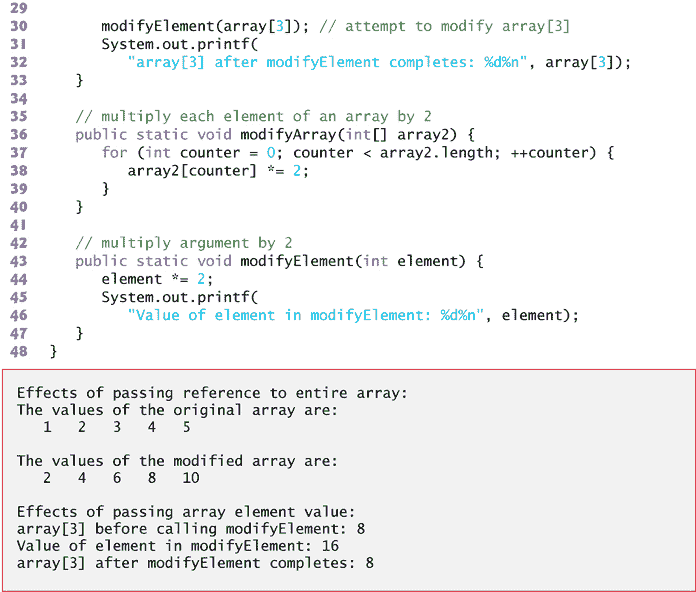 29
30 modifyElement(array[3]); // attempt to modify array[3]
31 System.out.printf(
32 "array[3] after modifyElement completes: %d%n", array[3]);
33 }
34
35 // multiply each element of an array by 2
36 public static void modifyArray(int[] array2) {
37 for (int counter = 0; counter < array2.length; ++counter) {
38 array2[counter] *= 2;
39 }
40 }
41
42 // multiply argument by 2
43 public static void modifyElement(int element) {
44 element *= 2;
45 System.out.printf(
46 "Value of element in modifyElement: %d%n", element);
47 }
48 }
Effects of passing reference to entire array:
The values of the original array are:
1 2 3 4 5
The values of the modified array are:
2 4 6 8 10
Effects of passing array element value:
array[3] before calling modifyElement: 8
Value of element in modifyElement: 16
array[3] after modifyElement completes: 8